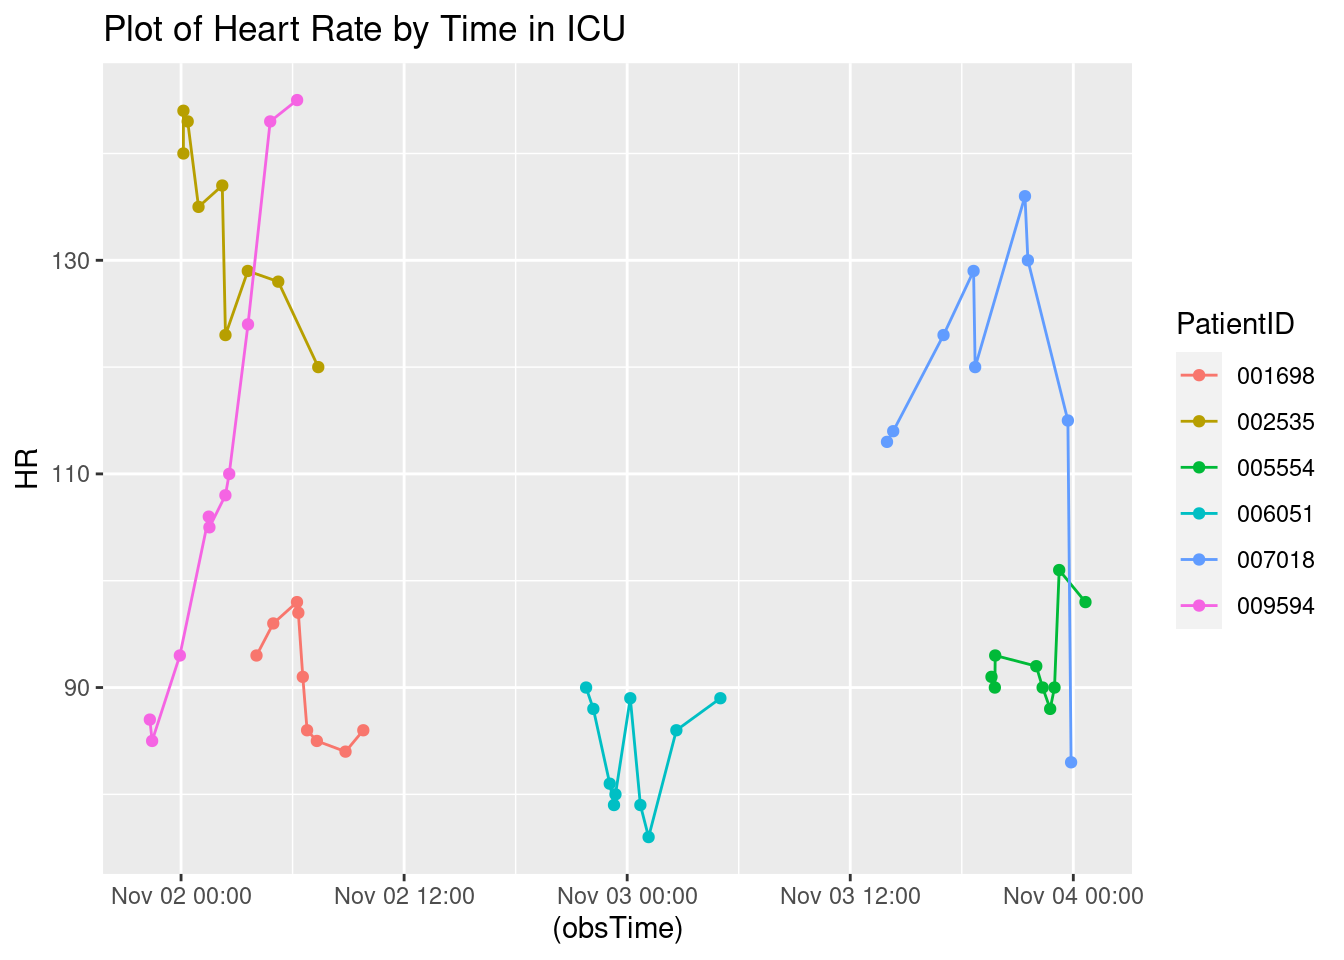 Plot of Heart Rate by Time in ICU
HR
130
110
90
Nov 02 00:00
Nov 02 12:00
Nov 03 00:00
Nov 03 12:00
Nov 04 00:00
(obsTime)
PatientID
001698
002535
005554
006051
007018
009594